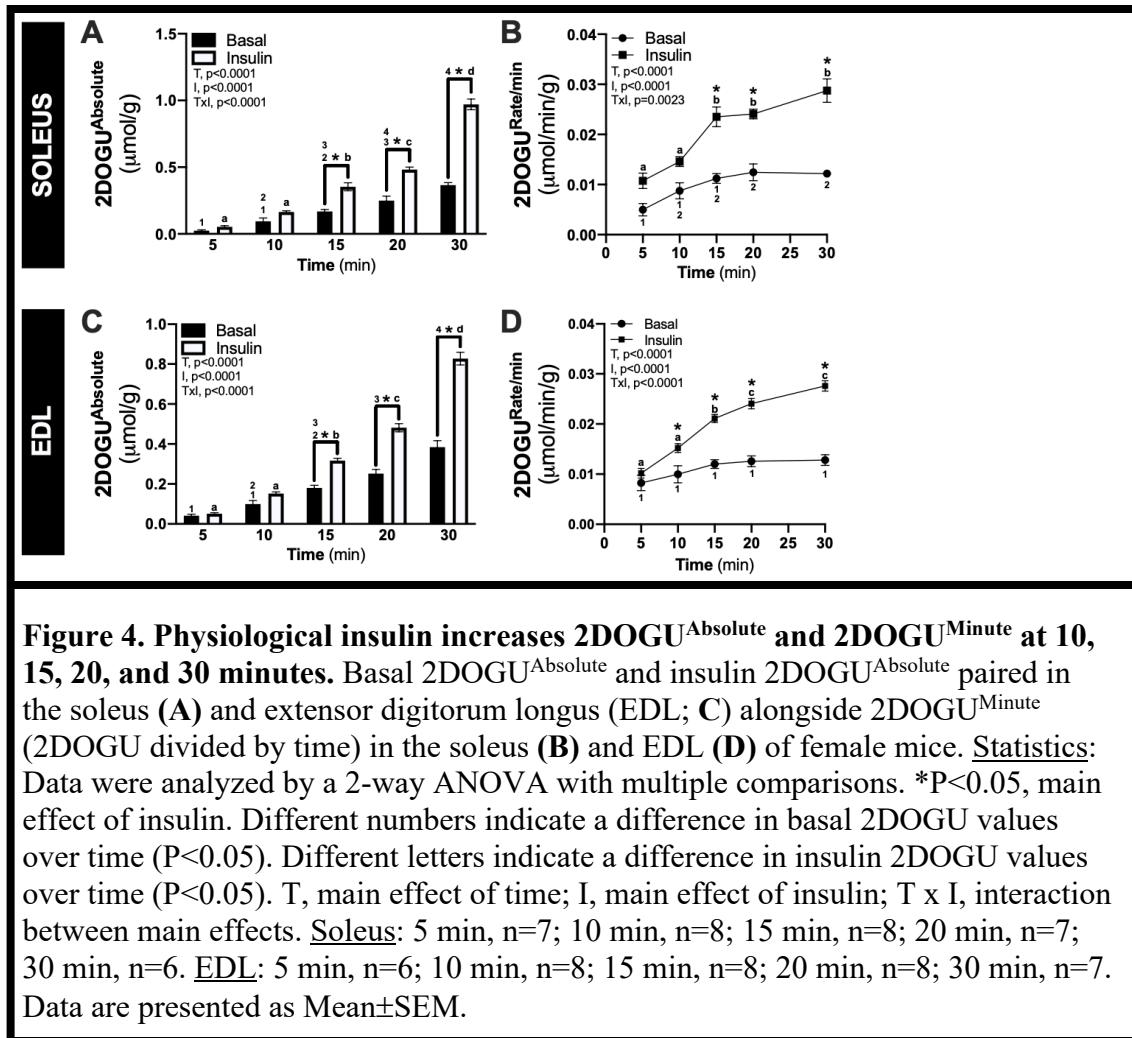 SOLEUS
A
2DOGU^Absolute
(μmol/g)
1.5
1.0
0.5
0.0
Basal
Insulin
T, p<0.0001
I, p<0.0001
TxI, p<0.0001
1 a
2
1 a
3
2 * b
4
3 * c
4 * d
5 10 15 20 30
Time (min)
B
2DOGU^Rate/min
(μmol/min/g)
0.04
0.03
0.02
0.01
0.00
Basal
Insulin
T, p<0.0001
I, p<0.0001
TxI, p=0.0023
a
a
*
b
*
b
*
b
1
1
2
1
2
2
2
0 5 10 15 20 25 30
Time (min)
EDL
C
2DOGU^Absolute
(μmol/g)
1.0
0.8
0.6
0.4
0.2
0.0
Basal
Insulin
T, p<0.0001
I, p<0.0001
TxI, p<0.0001
1 a
2
1 a
3
2 * b
3 * c
4 * d
5 10 15 20 30
Time (min)
D
2DOGU^Rate/min
(μmol/min/g)
0.04
0.03
0.02
0.01
0.00
Basal
Insulin
T, p<0.0001
I, p<0.0001
TxI, p<0.0001
a
*
a
*
b
*
c
*
c
1
1
1
1
1
0 5 10 15 20 25 30
Time (min)
Figure 4. Physiological insulin increases 2DOGU^Absolute and 2DOGU^Minute at 10,
15, 20, and 30 minutes. Basal 2DOGU^Absolute and insulin 2DOGU^Absolute paired in
the soleus (A) and extensor digitorum longus (EDL; C) alongside 2DOGU^Minute
(2DOGU divided by time) in the soleus (B) and EDL (D) of female mice. Statistics:
Data were analyzed by a 2-way ANOVA with multiple comparisons. *P<0.05, main
effect of insulin. Different numbers indicate a difference in basal 2DOGU values
over time (P<0.05). Different letters indicate a difference in insulin 2DOGU values
over time (P<0.05). T, main effect of time; I, main effect of insulin; T x I, interaction
between main effects. Soleus: 5 min, n=7; 10 min, n=8; 15 min, n=8; 20 min, n=7;
30 min, n=6. EDL: 5 min, n=6; 10 min, n=8; 15 min, n=8; 20 min, n=8; 30 min, n=7.
Data are presented as Mean±SEM.